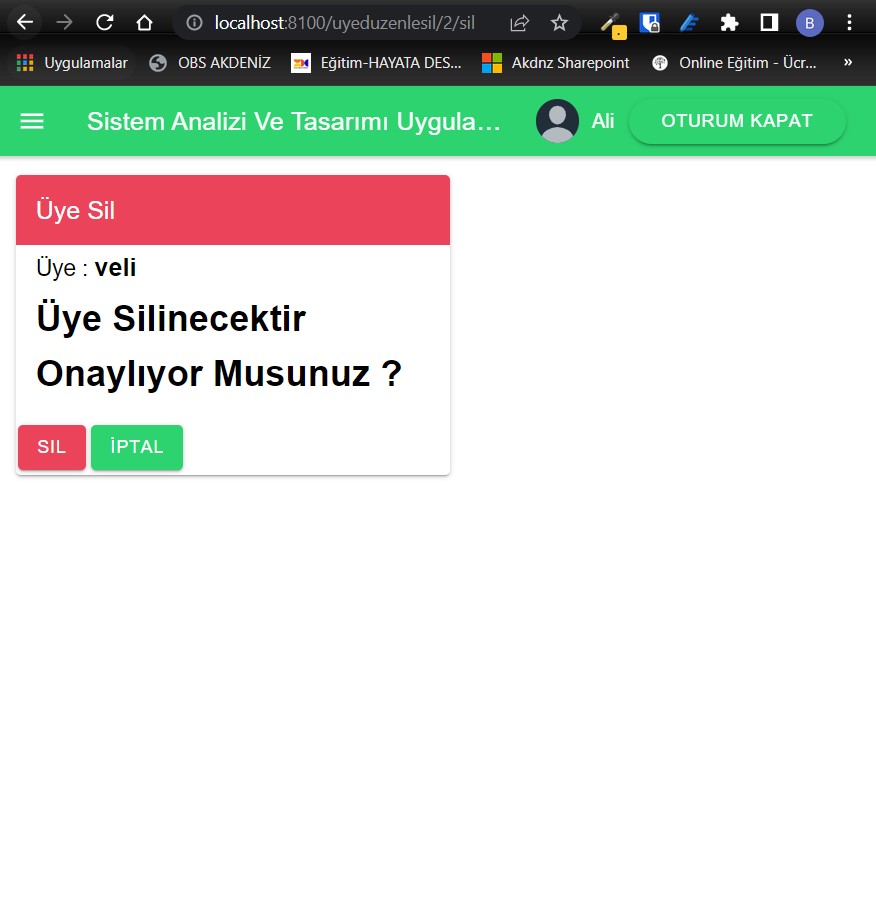 localhost:8100/uyeduzenlesil/2/sil
B
Uygulamalar OBS AKDENİZ Eğitim-HAYATA DES... Akdnz Sharepoint Online Eğitim - Ücr... »
Sistem Analizi Ve Tasarımı Uygula... Ali OTURUM KAPAT
Üye Sil
Üye : veli
Üye Silinecektir
Onaylıyor Musunuz ?
SIL İPTAL